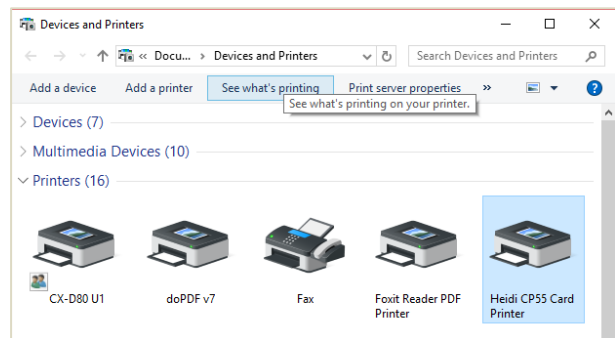 Devices and Printers
« Docu... › Devices and Printers
Search Devices and Printers
Add a device Add a printer See what's printing Print server properties »
See what's printing on your printer.
Devices (7)
Multimedia Devices (10)
Printers (16)
CX-D80 U1
doPDF v7
Fax
Foxit Reader PDF
Printer
Heidi CP55 Card
Printer